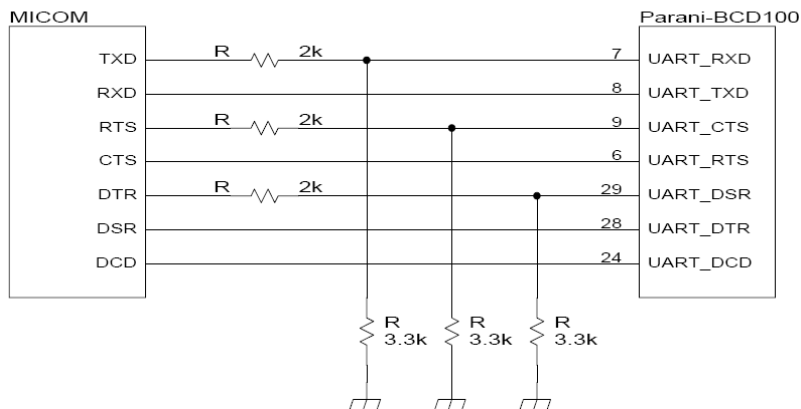 MICOM Parani-BCD100
TXD R 2k 7 UART_RXD
RXD 8 UART_TXD
RTS R 2k 9 UART_CTS
CTS 6 UART_RTS
DTR R 2k 29 UART_DSR
DSR 28 UART_DTR
DCD 24 UART_DCD
R R R
3.3k 3.3k 3.3k